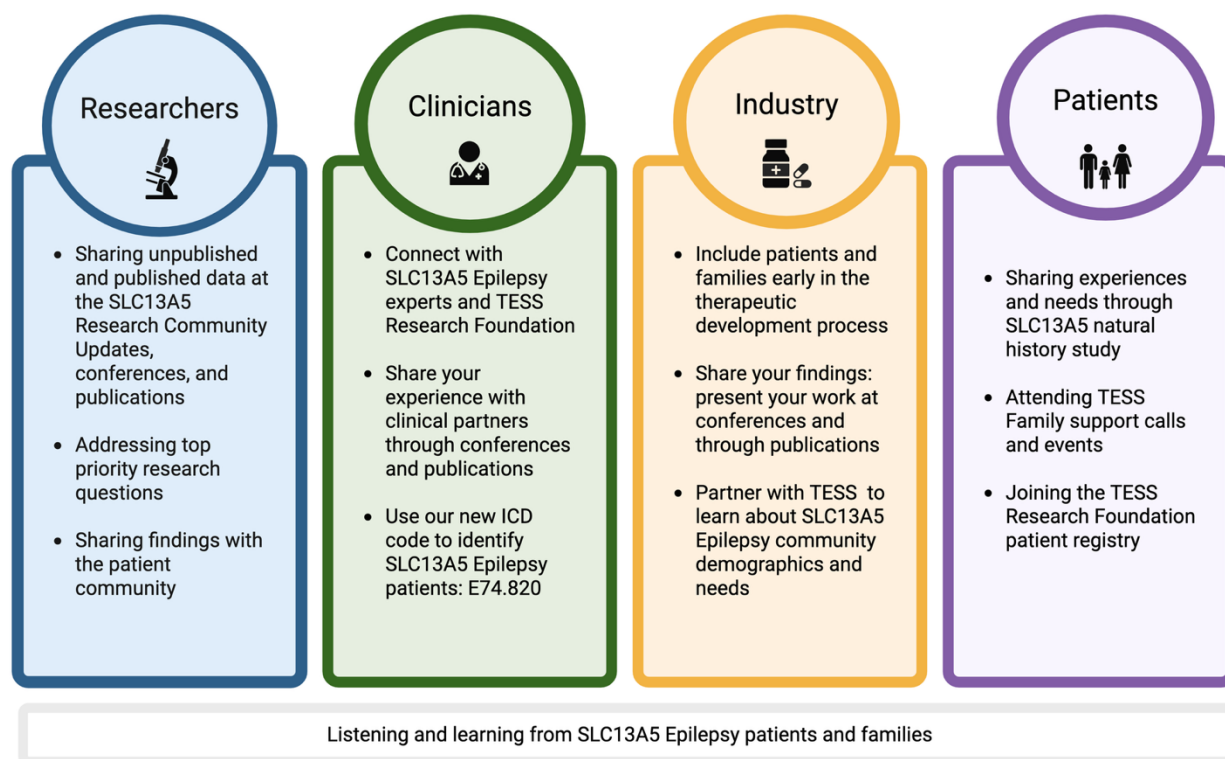 Researchers
• Sharing unpublished
and published data at
the SLC13A5
Research Community
Updates,
conferences, and
publications
• Addressing top
priority research
questions
• Sharing findings with
the patient
community
Clinicians
• Connect with
SLC13A5 Epilepsy
experts and TESS
Research Foundation
• Share your
experience with
clinical partners
through conferences
and publications
• Use our new ICD
code to identify
SLC13A5 Epilepsy
patients: E74.820
Industry
• Include patients and
families early in the
therapeutic
development process
• Share your findings:
present your work at
conferences and
through publications
• Partner with TESS to
learn about SLC13A5
Epilepsy community
demographics and
needs
Patients
• Sharing experiences
and needs through
SLC13A5 natural
history study
• Attending TESS
Family support calls
and events
• Joining the TESS
Research Foundation
patient registry
Listening and learning from SLC13A5 Epilepsy patients and families